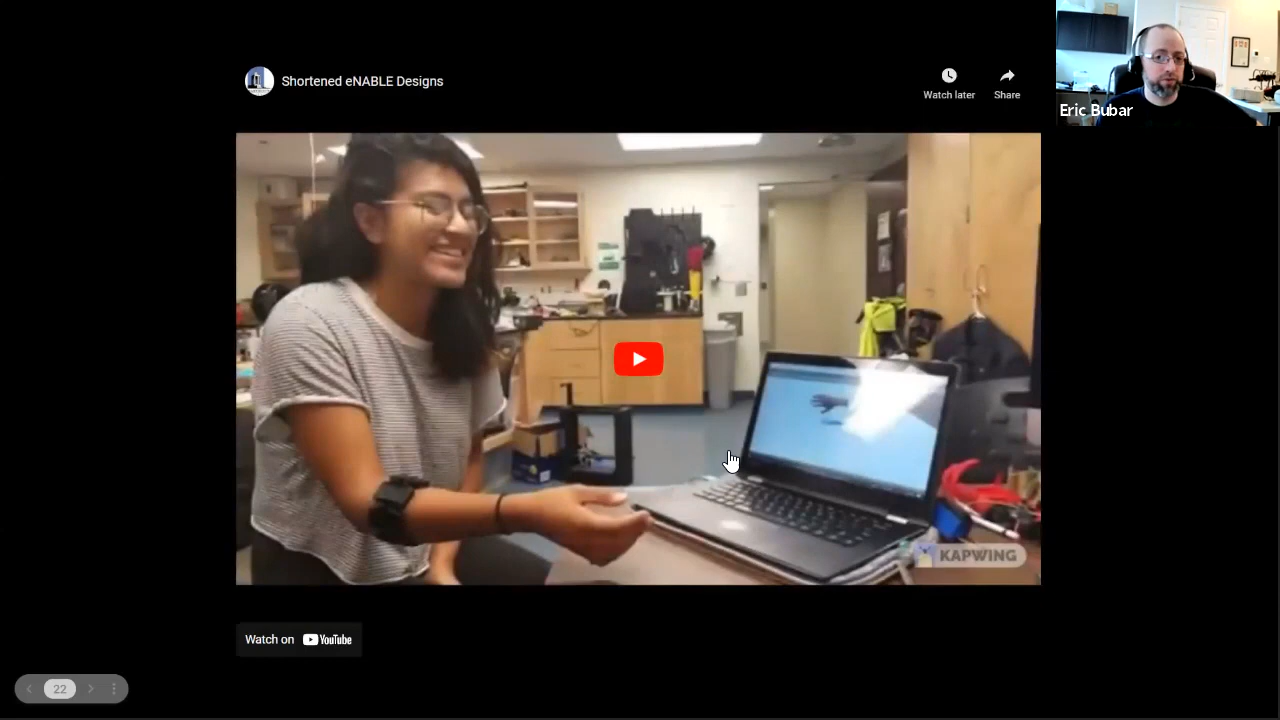 Shortened eNABLE Designs
Watch later
Share
Eric Bubar
KAPWING
Watch on YouTube
22